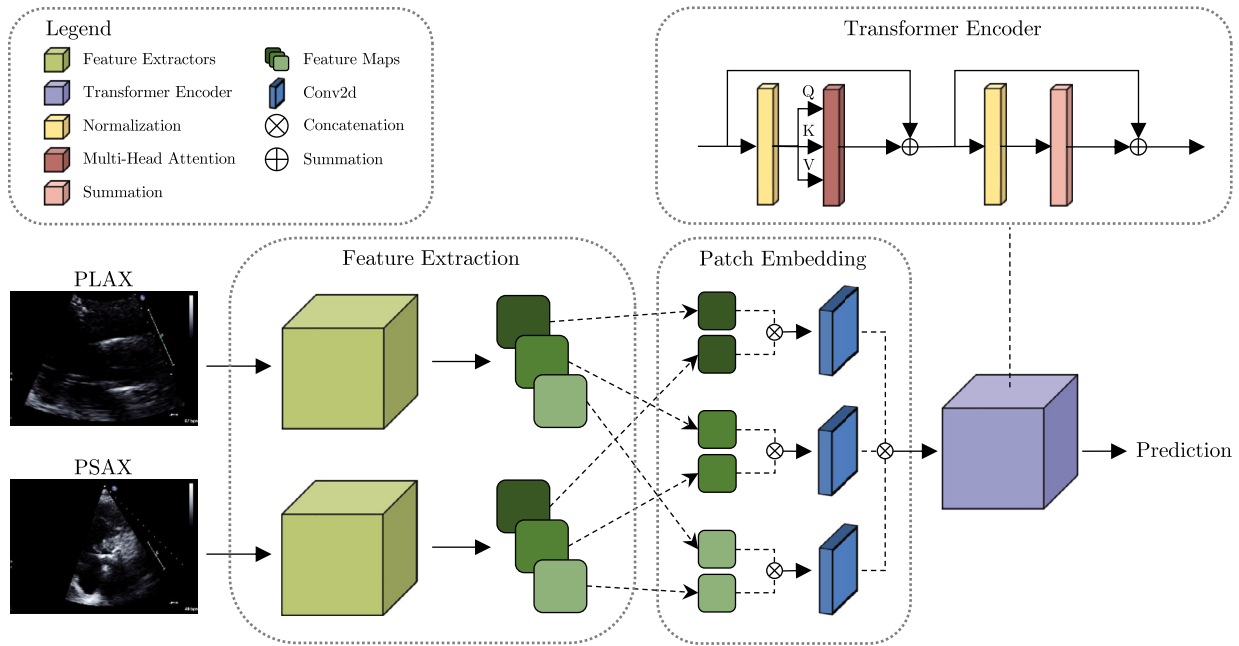 Legend
Feature Extractors
Transformer Encoder
Normalization
Multi-Head Attention
Summation
Feature Maps
Conv2d
Concatenation
Summation
Transformer Encoder
Q
K
V
PLAX
Feature Extraction
Patch Embedding
PSAX
Prediction